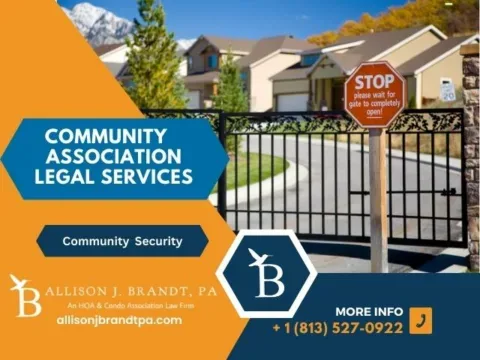 STOP
please wait for
gate to completely
open!
COMMUNITY
ASSOCIATION
LEGAL SERVICES
Community Security
B
ALLISON J. BRANDT, PA
An HOA & Condo Association Law Firm
allisonjbrandtpa.com
B
MORE INFO
+ 1 (813) 527-0922